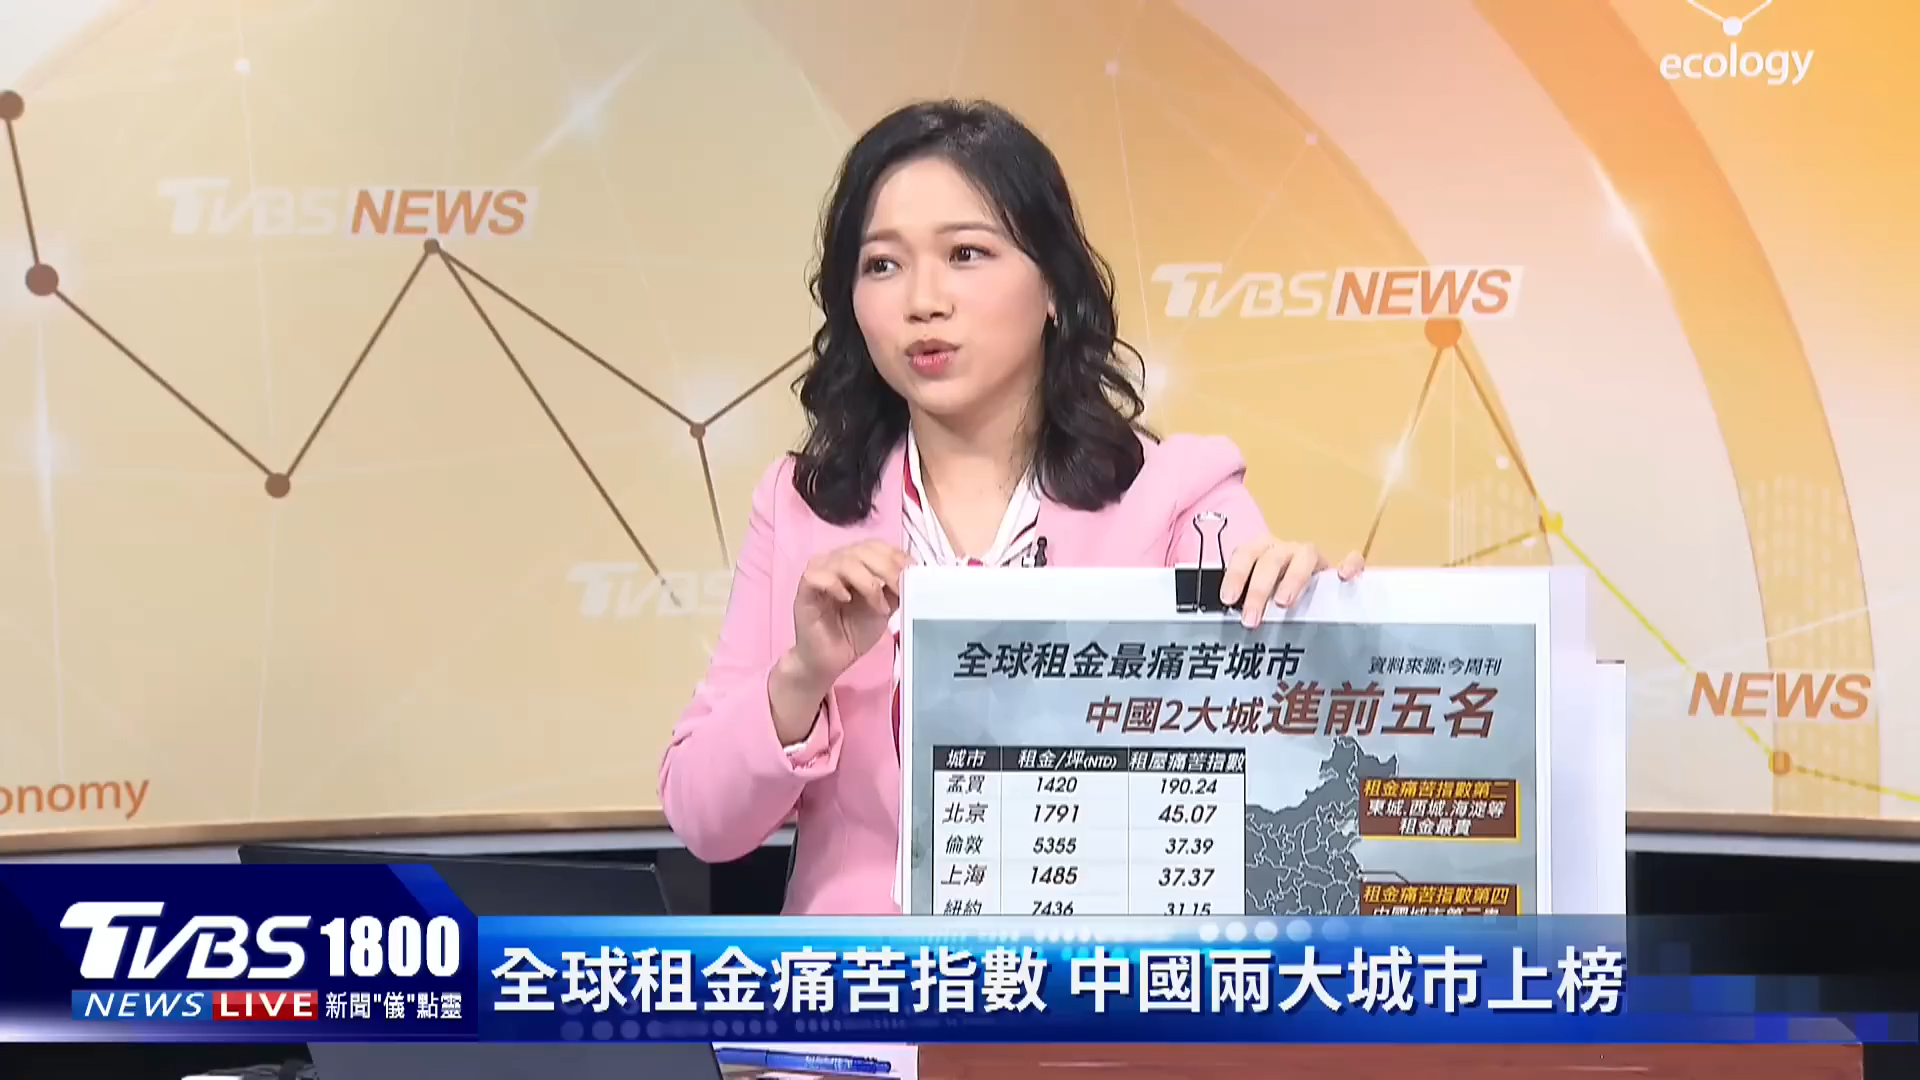 ecology
TVBS NEWS
TVBS NEWS
TVBS
NEWS
onomy
全球租金最痛苦城市
資料來源:今周刊
中國2大城進前五名
城市 租金/坪(NTD) 租屋痛苦指數
孟買 1420 190.24
北京 1791 45.07
倫敦 5355 37.39
上海 1485 37.37
紐約 7436 31.15
租金痛苦指數第二
東城.西城.海淀等
租金最貴
租金痛苦指數第四
TVBS 1800
NEWS LIVE 新聞"儀"點靈
全球租金痛苦指數 中國兩大城市上榜